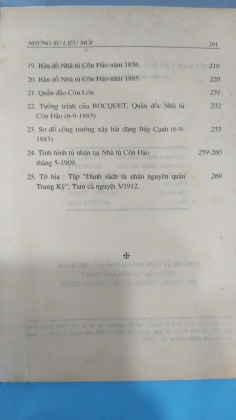 NHỮNG SỬ LIỆU MỚI 291
19. Bản đồ Nhà tù Côn Đảo năm 1876. 219
20. Bản đồ Nhà tù Côn Đảo năm 1885. 220
21. Quần đảo Côn Lôn 231
22. Tường trình của BOCQUET, Quản đốc Nhà tù 232
Côn Đảo (6-9-1883)
23. Sơ đồ công trường xây hải đăng Bảy Cạnh (6-9- 233
1883)
24. Tình hình tù nhân tại Nhà tù Côn Đảo 259-260
tháng 5-1909.
25. Tờ bìa : Tập "Danh sách tù nhân nguyên quán 269
Trung Kỳ", Tam cá nguyệt 3/1912.